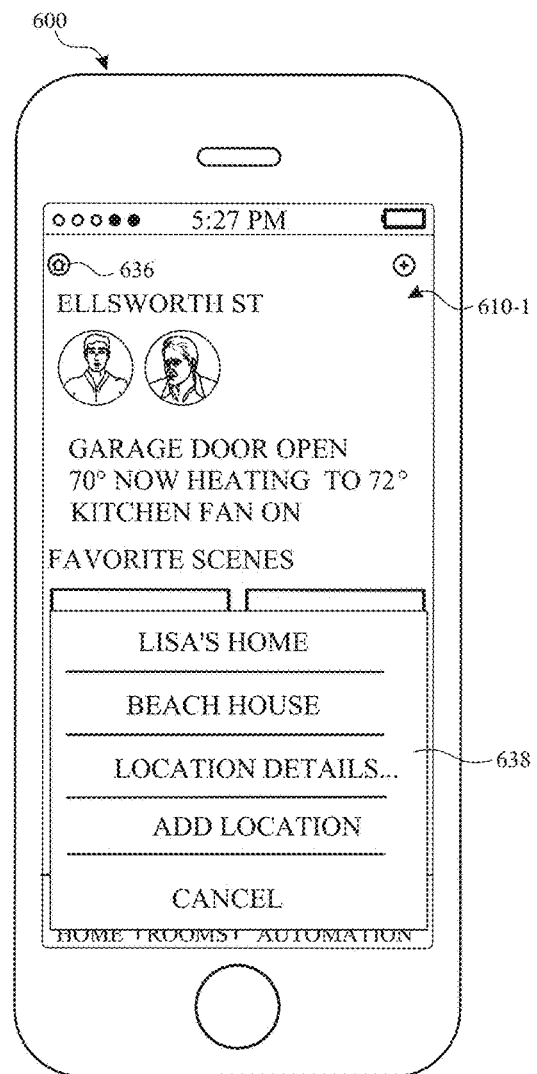 600
5:27 PM
636
ELLSWORTH ST
610-1
GARAGE DOOR OPEN
70° NOW HEATING TO 72°
KITCHEN FAN ON
FAVORITE SCENES
LISA'S HOME
BEACH HOUSE
LOCATION DETAILS...
638
ADD LOCATION
CANCEL
HOME ROOMS AUTOMATION